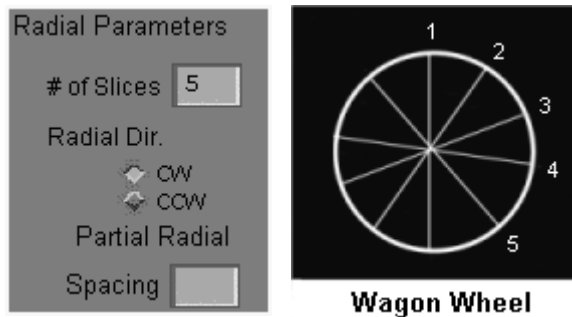 Radial Parameters
# of Slices 5
Radial Dir.
CW
CCW
Partial Radial
Spacing
1
2
3
4
5
Wagon Wheel